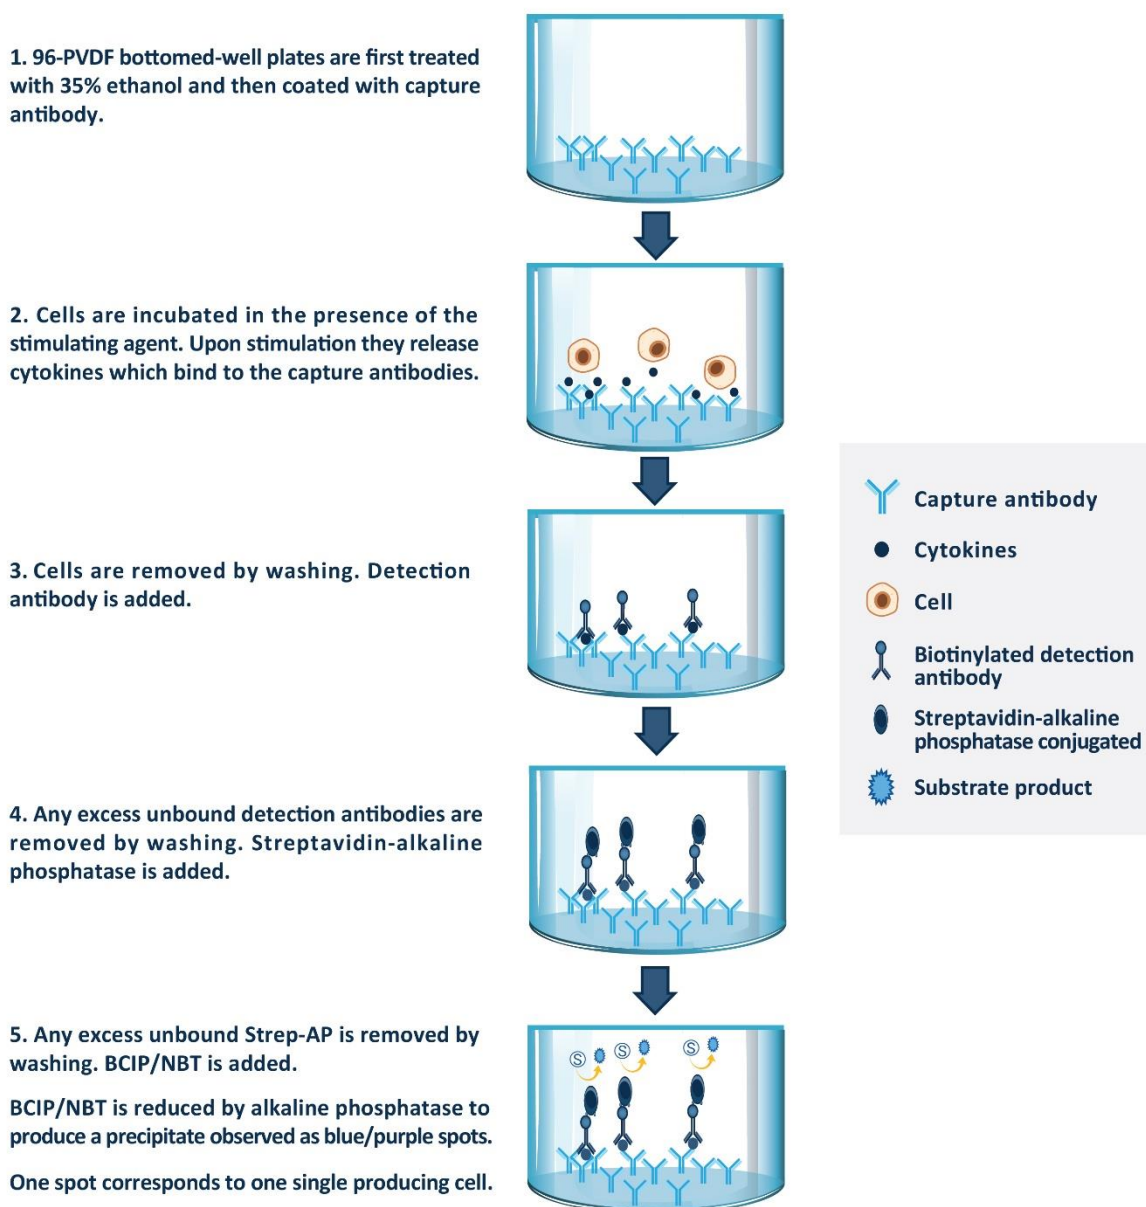 1. 96-PVDF bottomed-well plates are first treated
with 35% ethanol and then coated with capture
antibody.
2. Cells are incubated in the presence of the
stimulating agent. Upon stimulation they release
cytokines which bind to the capture antibodies.
3. Cells are removed by washing. Detection
antibody is added.
Capture antibody
Cytokines
Cell
Biotinylated detection
antibody
Streptavidin-alkaline
phosphatase conjugated
Substrate product
4. Any excess unbound detection antibodies are
removed by washing. Streptavidin-alkaline
phosphatase is added.
5. Any excess unbound Strep-AP is removed by
washing. BCIP/NBT is added.
BCIP/NBT is reduced by alkaline phosphatase to
produce a precipitate observed as blue/purple spots.
One spot corresponds to one single producing cell.
S
S
S